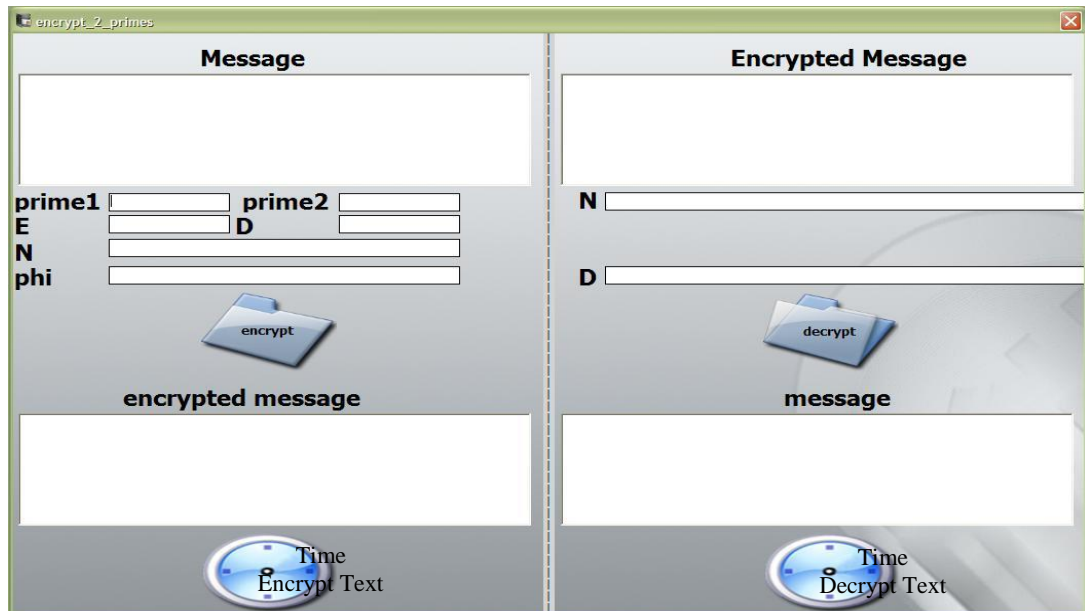 encrypt_2_primes
Message
prime1 prime2
E D
N
phi
encrypt
encrypted message
Time
Encrypt Text
Encrypted Message
N
D
decrypt
message
Time
Decrypt Text